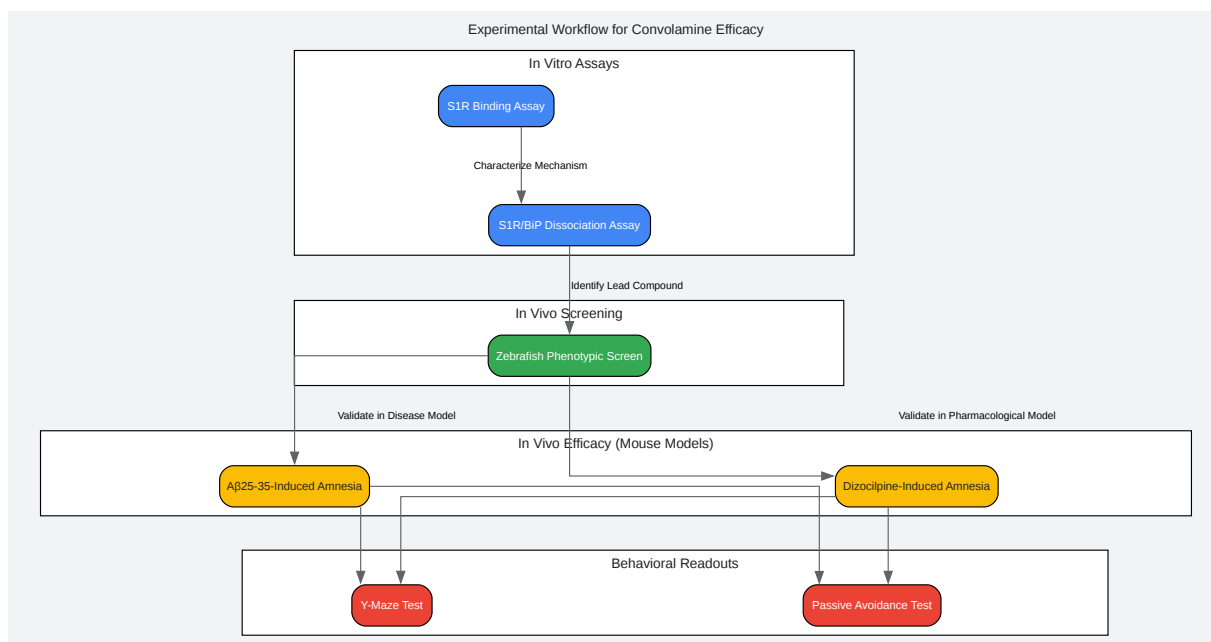 Experimental Workflow for Convolamine Efficacy
In Vitro Assays
S1R Binding Assay
Characterize Mechanism
S1R/BiP Dissociation Assay
Identify Lead Compound
In Vivo Screening
Zebrafish Phenotypic Screen
Validate in Disease Model
Validate in Pharmacological Model
In Vivo Efficacy (Mouse Models)
Aβ25-35-Induced Amnesia
Dizocilpine-Induced Amnesia
Behavioral Readouts
Y-Maze Test
Passive Avoidance Test